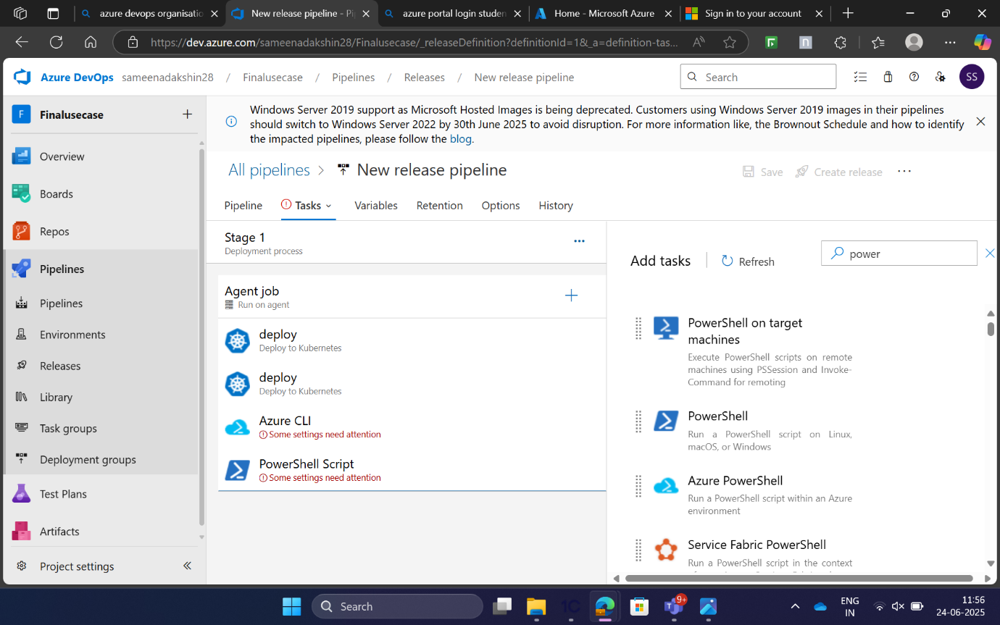 azure devops organisatio
New release pipeline - Pi
azure portal login studen
Home - Microsoft Azure
Sign in to your account
https://dev.azure.com/sameenadakshin28/Finalusecase/_releaseDefinition?definitionId=1&_a=definition-tas...
Azure DevOps sameenadakshin28 / Finalusecase / Pipelines / Releases / New release pipeline
Search
SS
F Finalusecase
Overview
Boards
Repos
Pipelines
Pipelines
Environments
Releases
Library
Task groups
Deployment groups
Test Plans
Artifacts
Project settings
Windows Server 2019 support as Microsoft Hosted Images is being deprecated. Customers using Windows Server 2019 images in their pipelines
should switch to Windows Server 2022 by 30th June 2025 to avoid disruption. For more information like, the Brownout Schedule and how to identify
the impacted pipelines, please follow the blog.
All pipelines > New release pipeline
Save
Create release
Pipeline
Tasks
Variables
Retention
Options
History
Stage 1
Deployment process
Agent job
Run on agent
deploy
Deploy to Kubernetes
deploy
Deploy to Kubernetes
Azure CLI
Some settings need attention
PowerShell Script
Some settings need attention
Add tasks
Refresh
power
PowerShell on target
machines
Execute PowerShell scripts on remote
machines using PSSession and Invoke-
Command for remoting
PowerShell
Run a PowerShell script on Linux,
macOS, or Windows
Azure PowerShell
Run a PowerShell script within an Azure
environment
Service Fabric PowerShell
Run a PowerShell script in the context
Search
9+
ENG
IN
11:56
24-06-2025